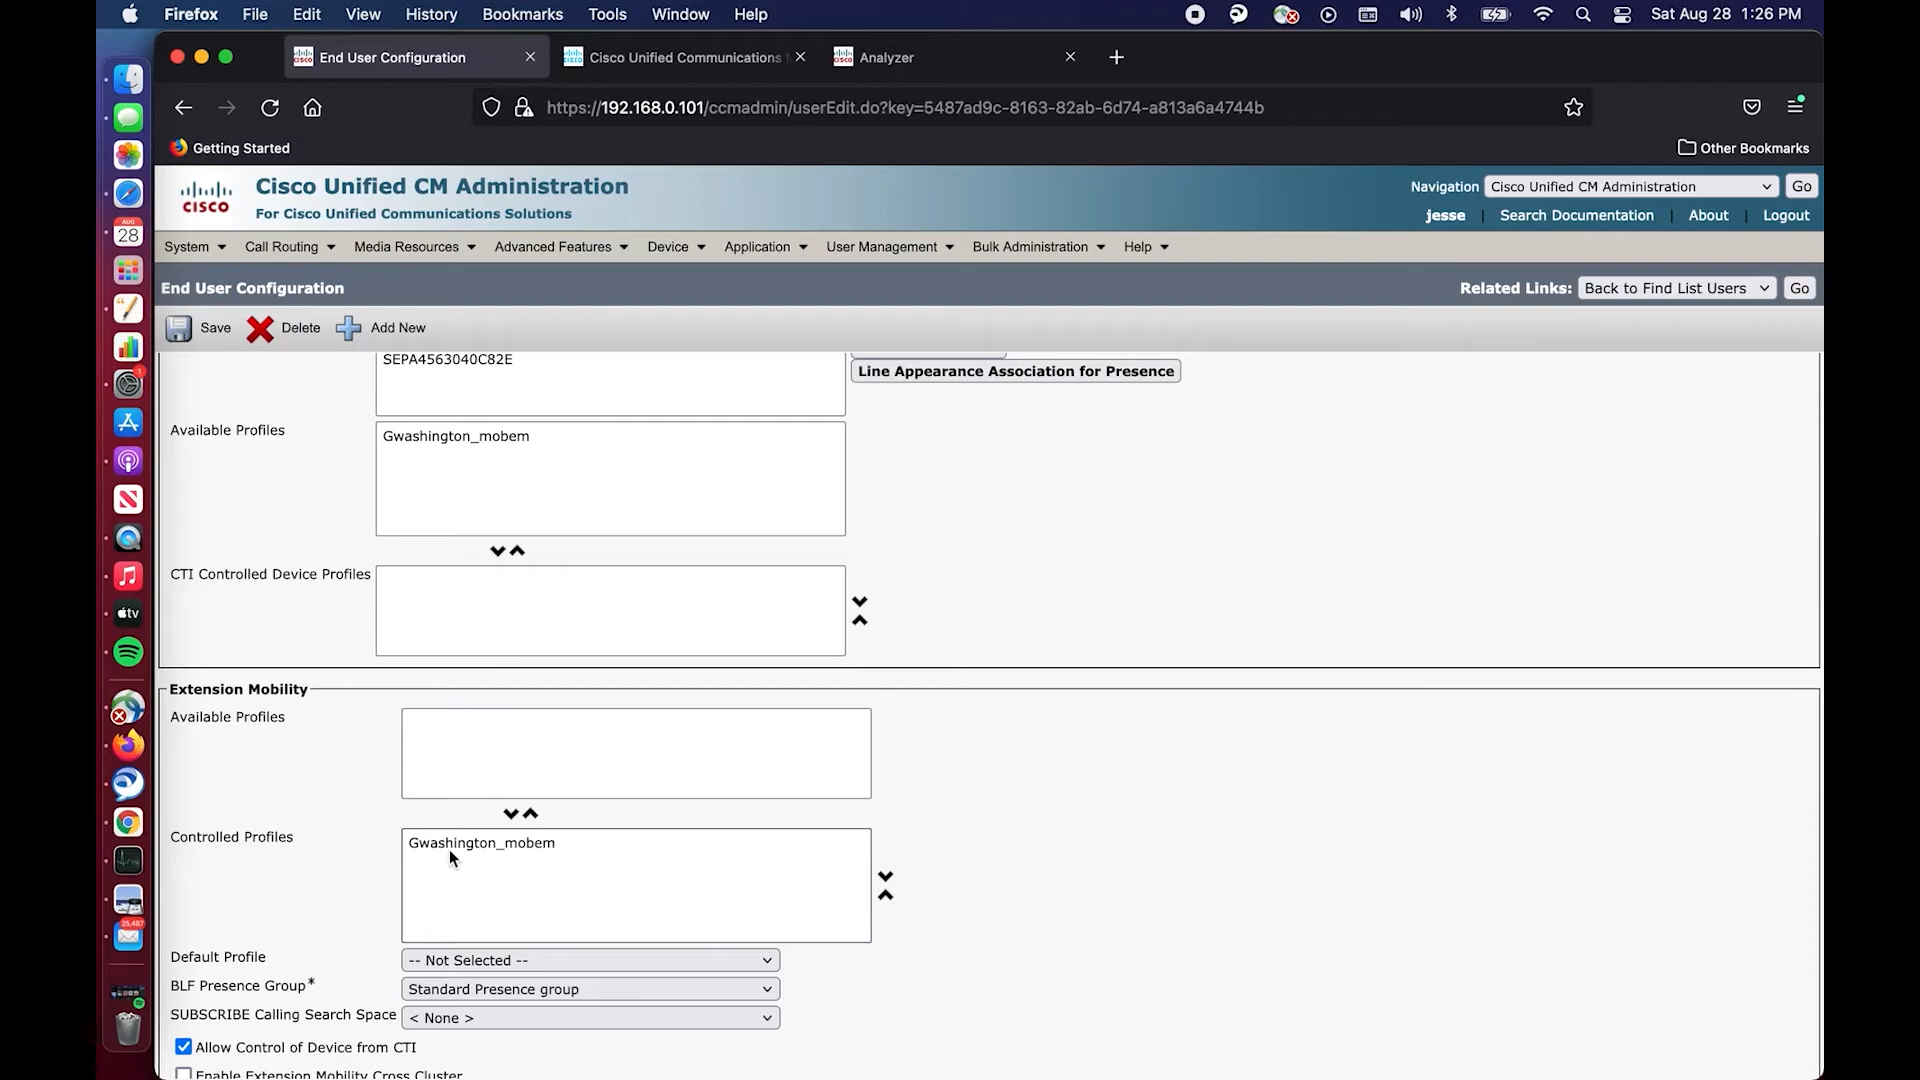 Firefox File Edit View History Bookmarks Tools Window Help Sat Aug 28 1:26 PM
End User Configuration Cisco Unified Communications Analyzer
https://192.168.0.101/ccmadmin/userEdit.do?key=5487ad9c-8163-82ab-6d74-a813a6a4744b
Getting Started Other Bookmarks
CISCO Cisco Unified CM Administration Navigation Cisco Unified CM Administration Go
For Cisco Unified Communications Solutions jesse | Search Documentation | About | Logout
System Call Routing Media Resources Advanced Features Device Application User Management Bulk Administration Help
End User Configuration Related Links: Back to Find List Users Go
Save Delete Add New
SEPA4563040C82E
Line Appearance Association for Presence
Available Profiles Gwashington_mobem
CTI Controlled Device Profiles
Extension Mobility
Available Profiles
Controlled Profiles Gwashington_mobem
Default Profile -- Not Selected --
BLF Presence Group* Standard Presence group
SUBSCRIBE Calling Search Space < None >
Allow Control of Device from CTI
Enable Extension Mobility Cross Cluster
AUG
28
1
tv
25,487